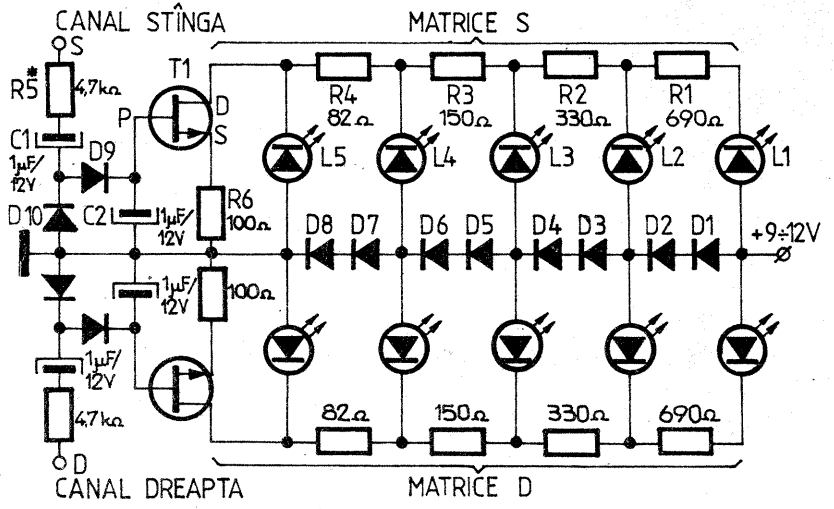 CANAL STÎNGA
MATRICE S
S
R5*
4,7kΩ
T1
D
P
S
R4
82Ω
R3
150Ω
R2
330Ω
R1
690Ω
C1
1µF/
12V
D9
L5
L4
L3
L2
L1
D10
C2
1µF/
12V
R6
100Ω
D8
D7
D6
D5
D4
D3
D2
D1
+9÷12V
1µF/
12V
100Ω
1µF/
12V
4,7kΩ
82Ω
150Ω
330Ω
690Ω
D
CANAL DREAPTA
MATRICE D